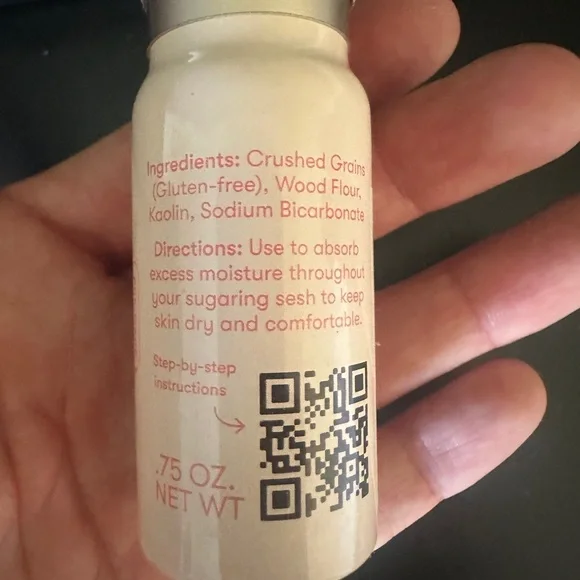 Ingredients: Crushed Grains
(Gluten-free), Wood Flour,
Kaolin, Sodium Bicarbonate
Directions: Use to absorb
excess moisture throughout
your sugaring sesh to keep
skin dry and comfortable.
Step-by-step
instructions
.75 OZ.
NET WT